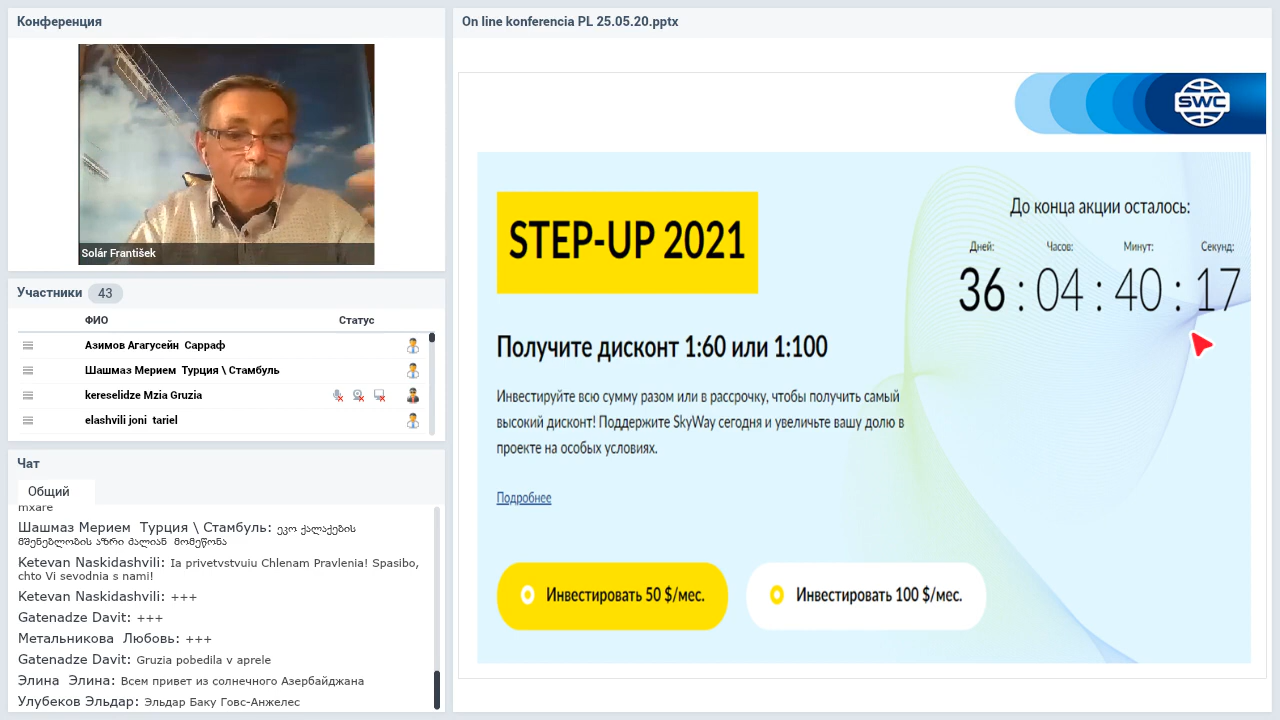 Конференция
Solár František
Участники 43
ФИО Статус
Азимов Агагусейн Сарраф
Шашмаз Мерием Турция \ Стамбуль
kereselidze Mzia Gruzia
elashvili joni tariel
Чат
Общий
mxare
Шашмаз Мерием Турция \ Стамбуль: ეკო ქალაქების
მშენებლობის აზრი ძალიან მომეწონა
Ketevan Naskidashvili: Ia privetvstvuiu Chlenam Pravlenia! Spasibo,
chto Vi sevodnia s nami!
Ketevan Naskidashvili: +++
Gatenadze Davit: +++
Метальникова Любовь: +++
Gatenadze Davit: Gruzia pobedila v aprele
Элина Элина: Всем привет из солнечного Азербайджана
Улубеков Эльдар: Эльдар Баку Говс-Анжелес
On line konferencia PL 25.05.20.pptx
SWC
STEP-UP 2021
До конца акции осталось:
Дней: Часов: Минут: Секунд:
36 : 04 : 40 : 17
Получите дисконт 1:60 или 1:100
Инвестируйте всю сумму разом или в рассрочку, чтобы получить самый
высокий дисконт! Поддержите SkyWay сегодня и увеличьте вашу долю в
проекте на особых условиях.
Подробнее
Инвестировать 50 $/мес.
Инвестировать 100 $/мес.